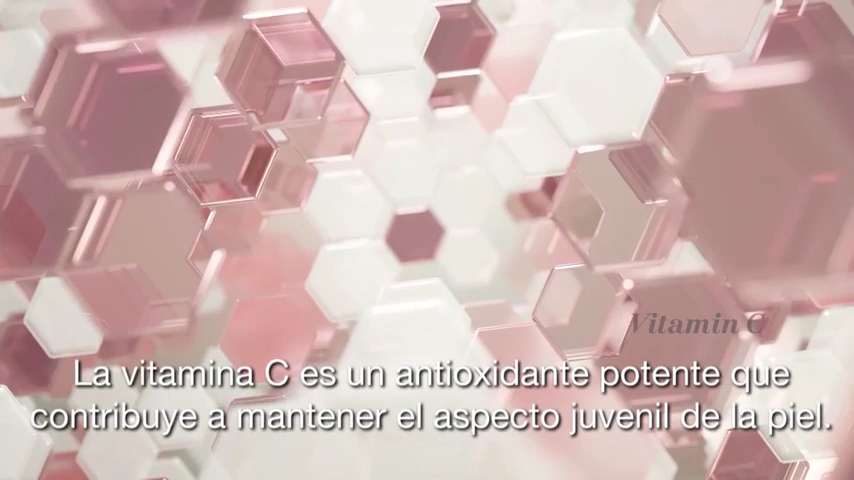 Vitamin C
La vitamina C es un antioxidante potente que
contribuye a mantener el aspecto juvenil de la piel.